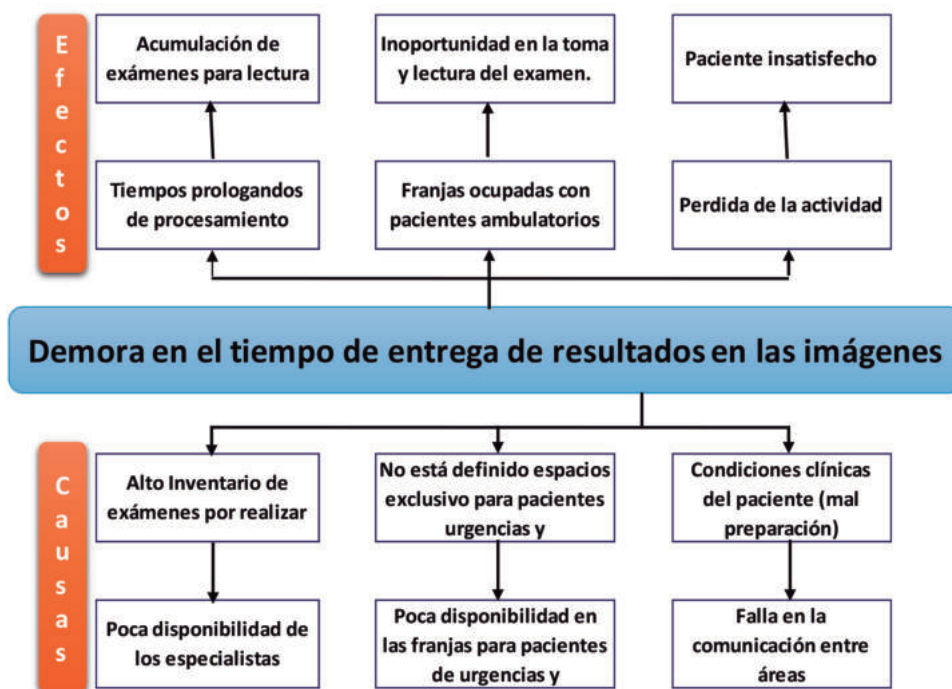 Efectos
Acumulación de
exámenes para lectura
Inoportunidad en la toma
y lectura del examen.
Paciente insatisfecho
Tiempos prologandos
de procesamiento
Franjas ocupadas con
pacientes ambulatorios
Perdida de la actividad
Demora en el tiempo de entrega de resultados en las imágenes
Causas
Alto Inventario de
exámenes por realizar
No está definido espacios
exclusivo para pacientes
urgencias y
Condiciones clínicas
del paciente (mal
preparación)
Poca disponibilidad de
los especialistas
Poca disponibilidad en
las franjas para pacientes
de urgencias y
Falla en la
comunicación entre
áreas